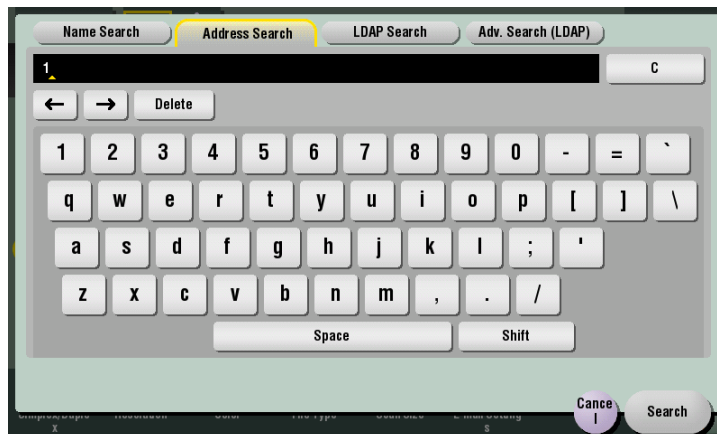 Name Search
Address Search
LDAP Search
Adv. Search (LDAP)
1
C
← → Delete
1 2 3 4 5 6 7 8 9 0 - = `
q w e r t y u i o p [ ] \
a s d f g h j k l ; '
z x c v b n m , . /
Space
Shift
Cance
l
Search
x
s